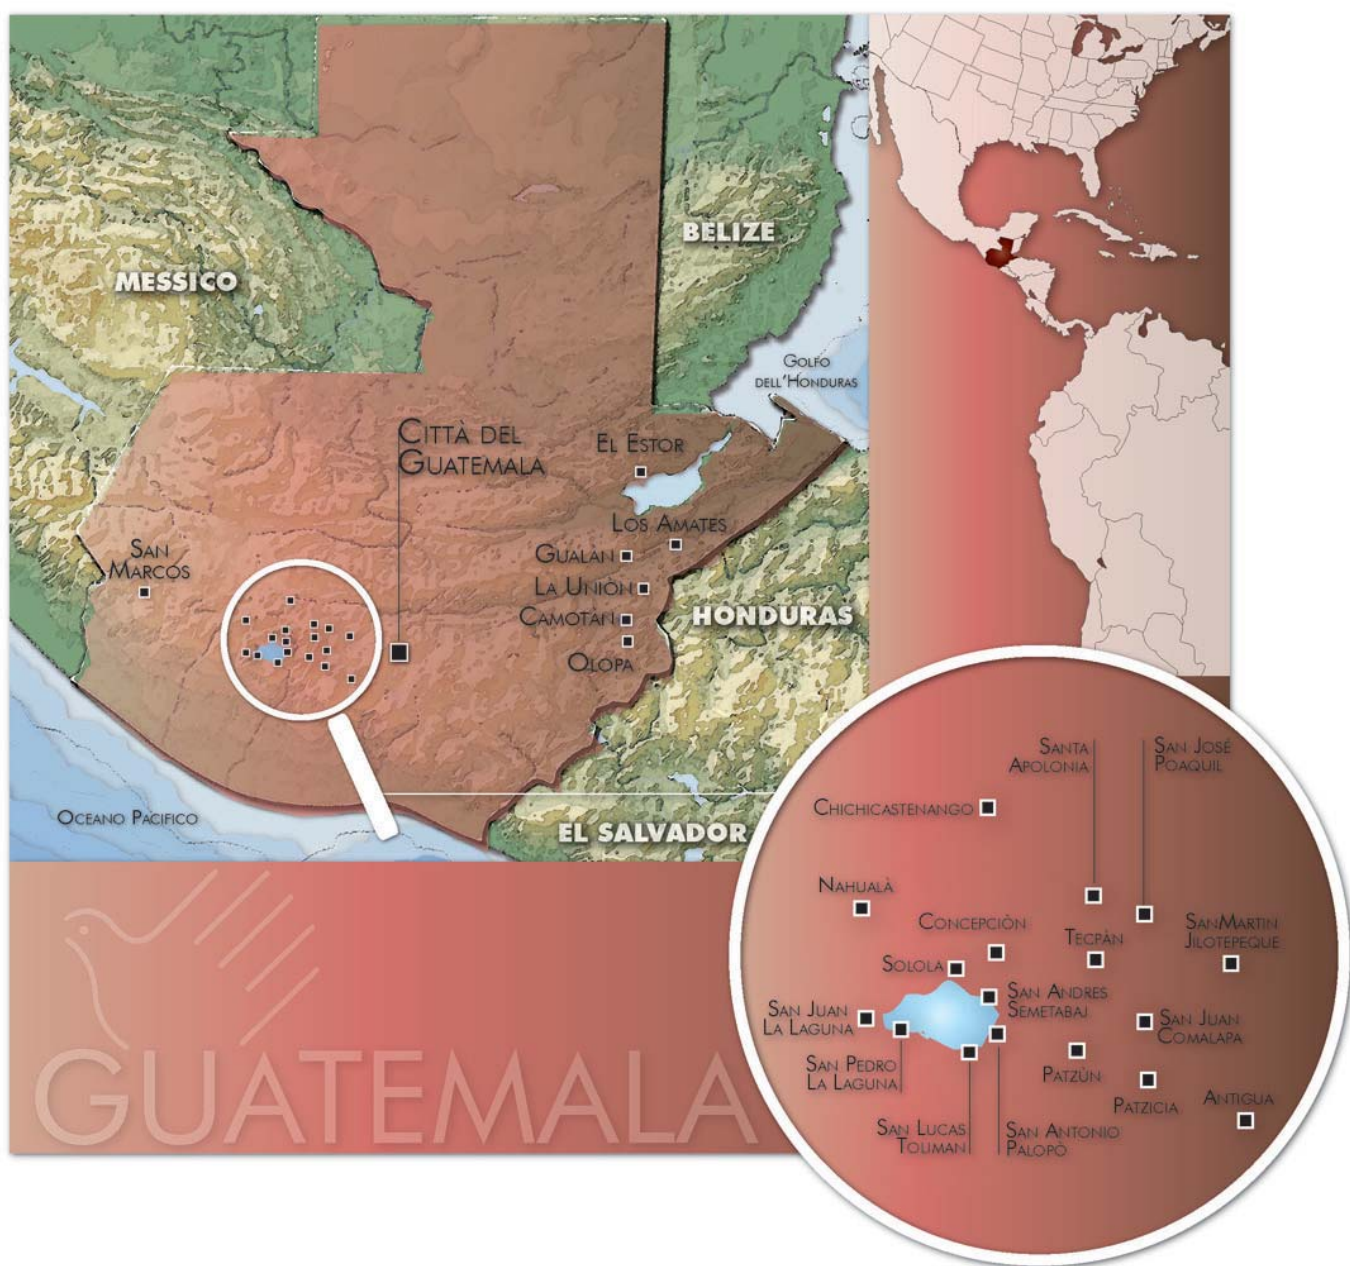 BELIZE
MESSICO
GOLFO
DELL'HONDURAS
CITTÀ DEL
GUATEMALA
EL ESTOR
LOS AMATES
SAN
MARCOS
GUALÀN
LA UNIÒN
CAMOTÀN
HONDURAS
OLOPA
OCEANO PACIFICO
EL SALVADOR
SANTA
APOLONIA
SAN JOSÉ
POAQUIL
CHICHICASTENANGO
NAHUALÀ
CONCEPCIÒN
TECPÀN
SANMARTIN
JILOTEPEQUE
SOLOLA
SAN ANDRES
SEMETABAJ
SAN JUAN
LA LAGUNA
SAN JUAN
COMALAPA
SAN PEDRO
LA LAGUNA
PATZÙN
PATZICIA
ANTIGUA
SAN LUCAS
TOLIMAN
SAN ANTONIO
PALOPÒ
GUATEMALA